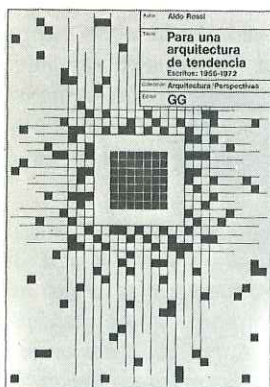 Autor Aldo Rossi
Título Para una
arquitectura
de tendencia
Escritos: 1956-1972
Colección Arquitectura/Perspectivas
Editor GG